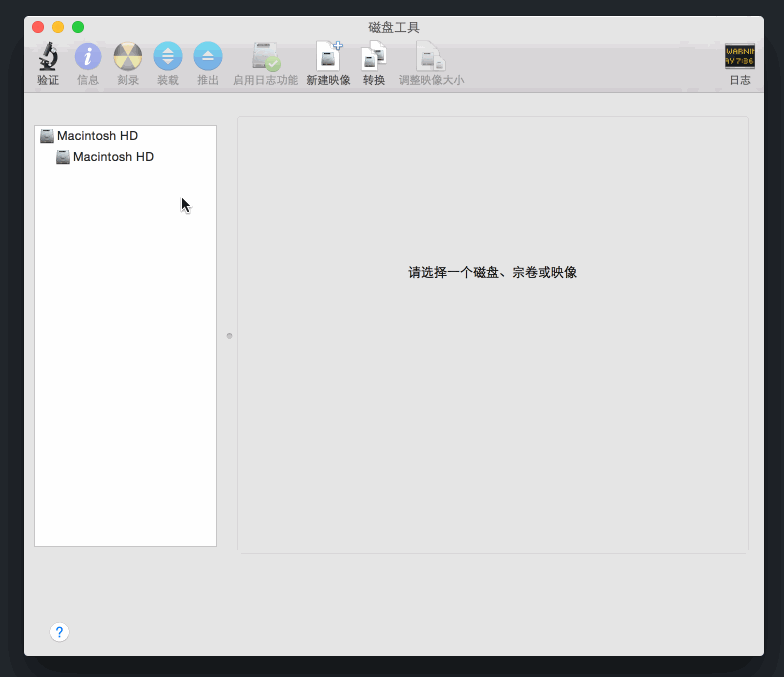 磁盘工具
验证 信息 刻录 装载 推出 启用日志功能 新建映像 转换 调整映像大小 日志
WARNIN
AY 7:36
Macintosh HD
Macintosh HD
请选择一个磁盘、宗卷或映像
?